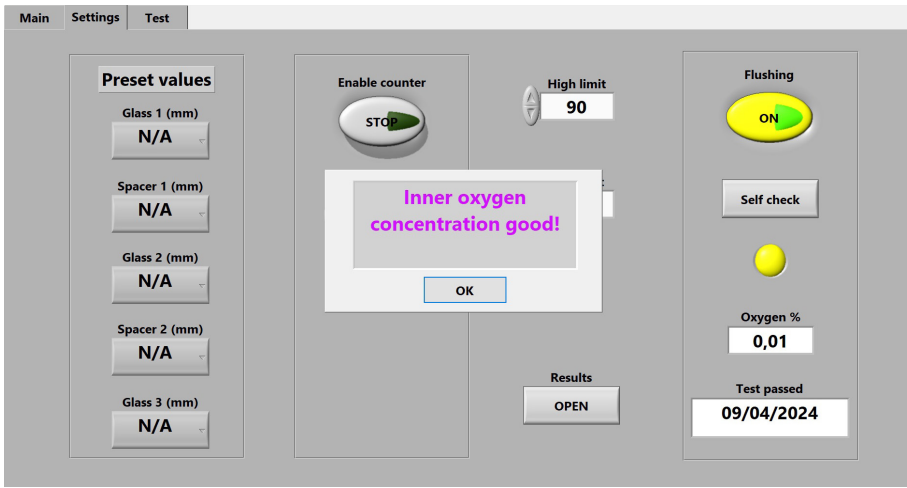 Main Settings Test
Preset values
Glass 1 (mm)
N/A
Spacer 1 (mm)
N/A
Glass 2 (mm)
N/A
Spacer 2 (mm)
N/A
Glass 3 (mm)
N/A
Enable counter
STOP
High limit
90
Inner oxygen
concentration good!
OK
Results
OPEN
Flushing
ON
Self check
Oxygen %
0,01
Test passed
09/04/2024